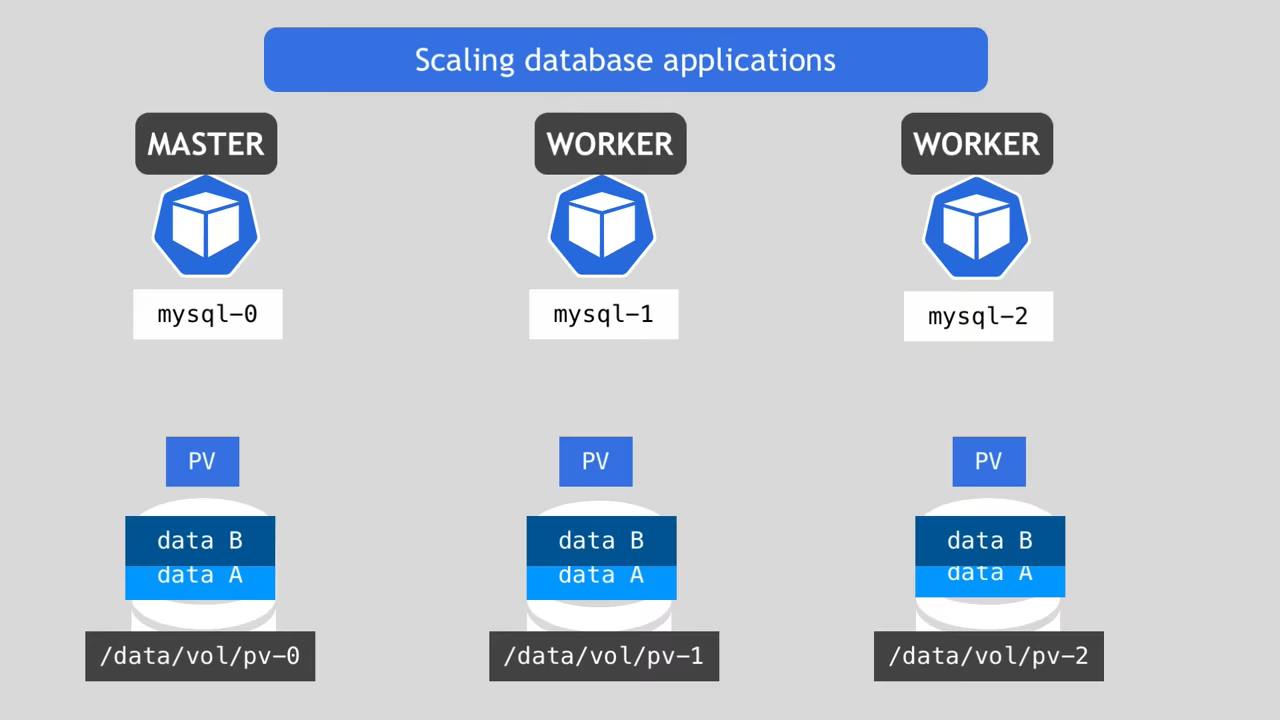 Scaling database applications
MASTER
WORKER
WORKER
mysql-0
mysql-1
mysql-2
PV
PV
PV
data B
data B
data B
data A
data A
data A
/data/vol/pv-0
/data/vol/pv-1
/data/vol/pv-2